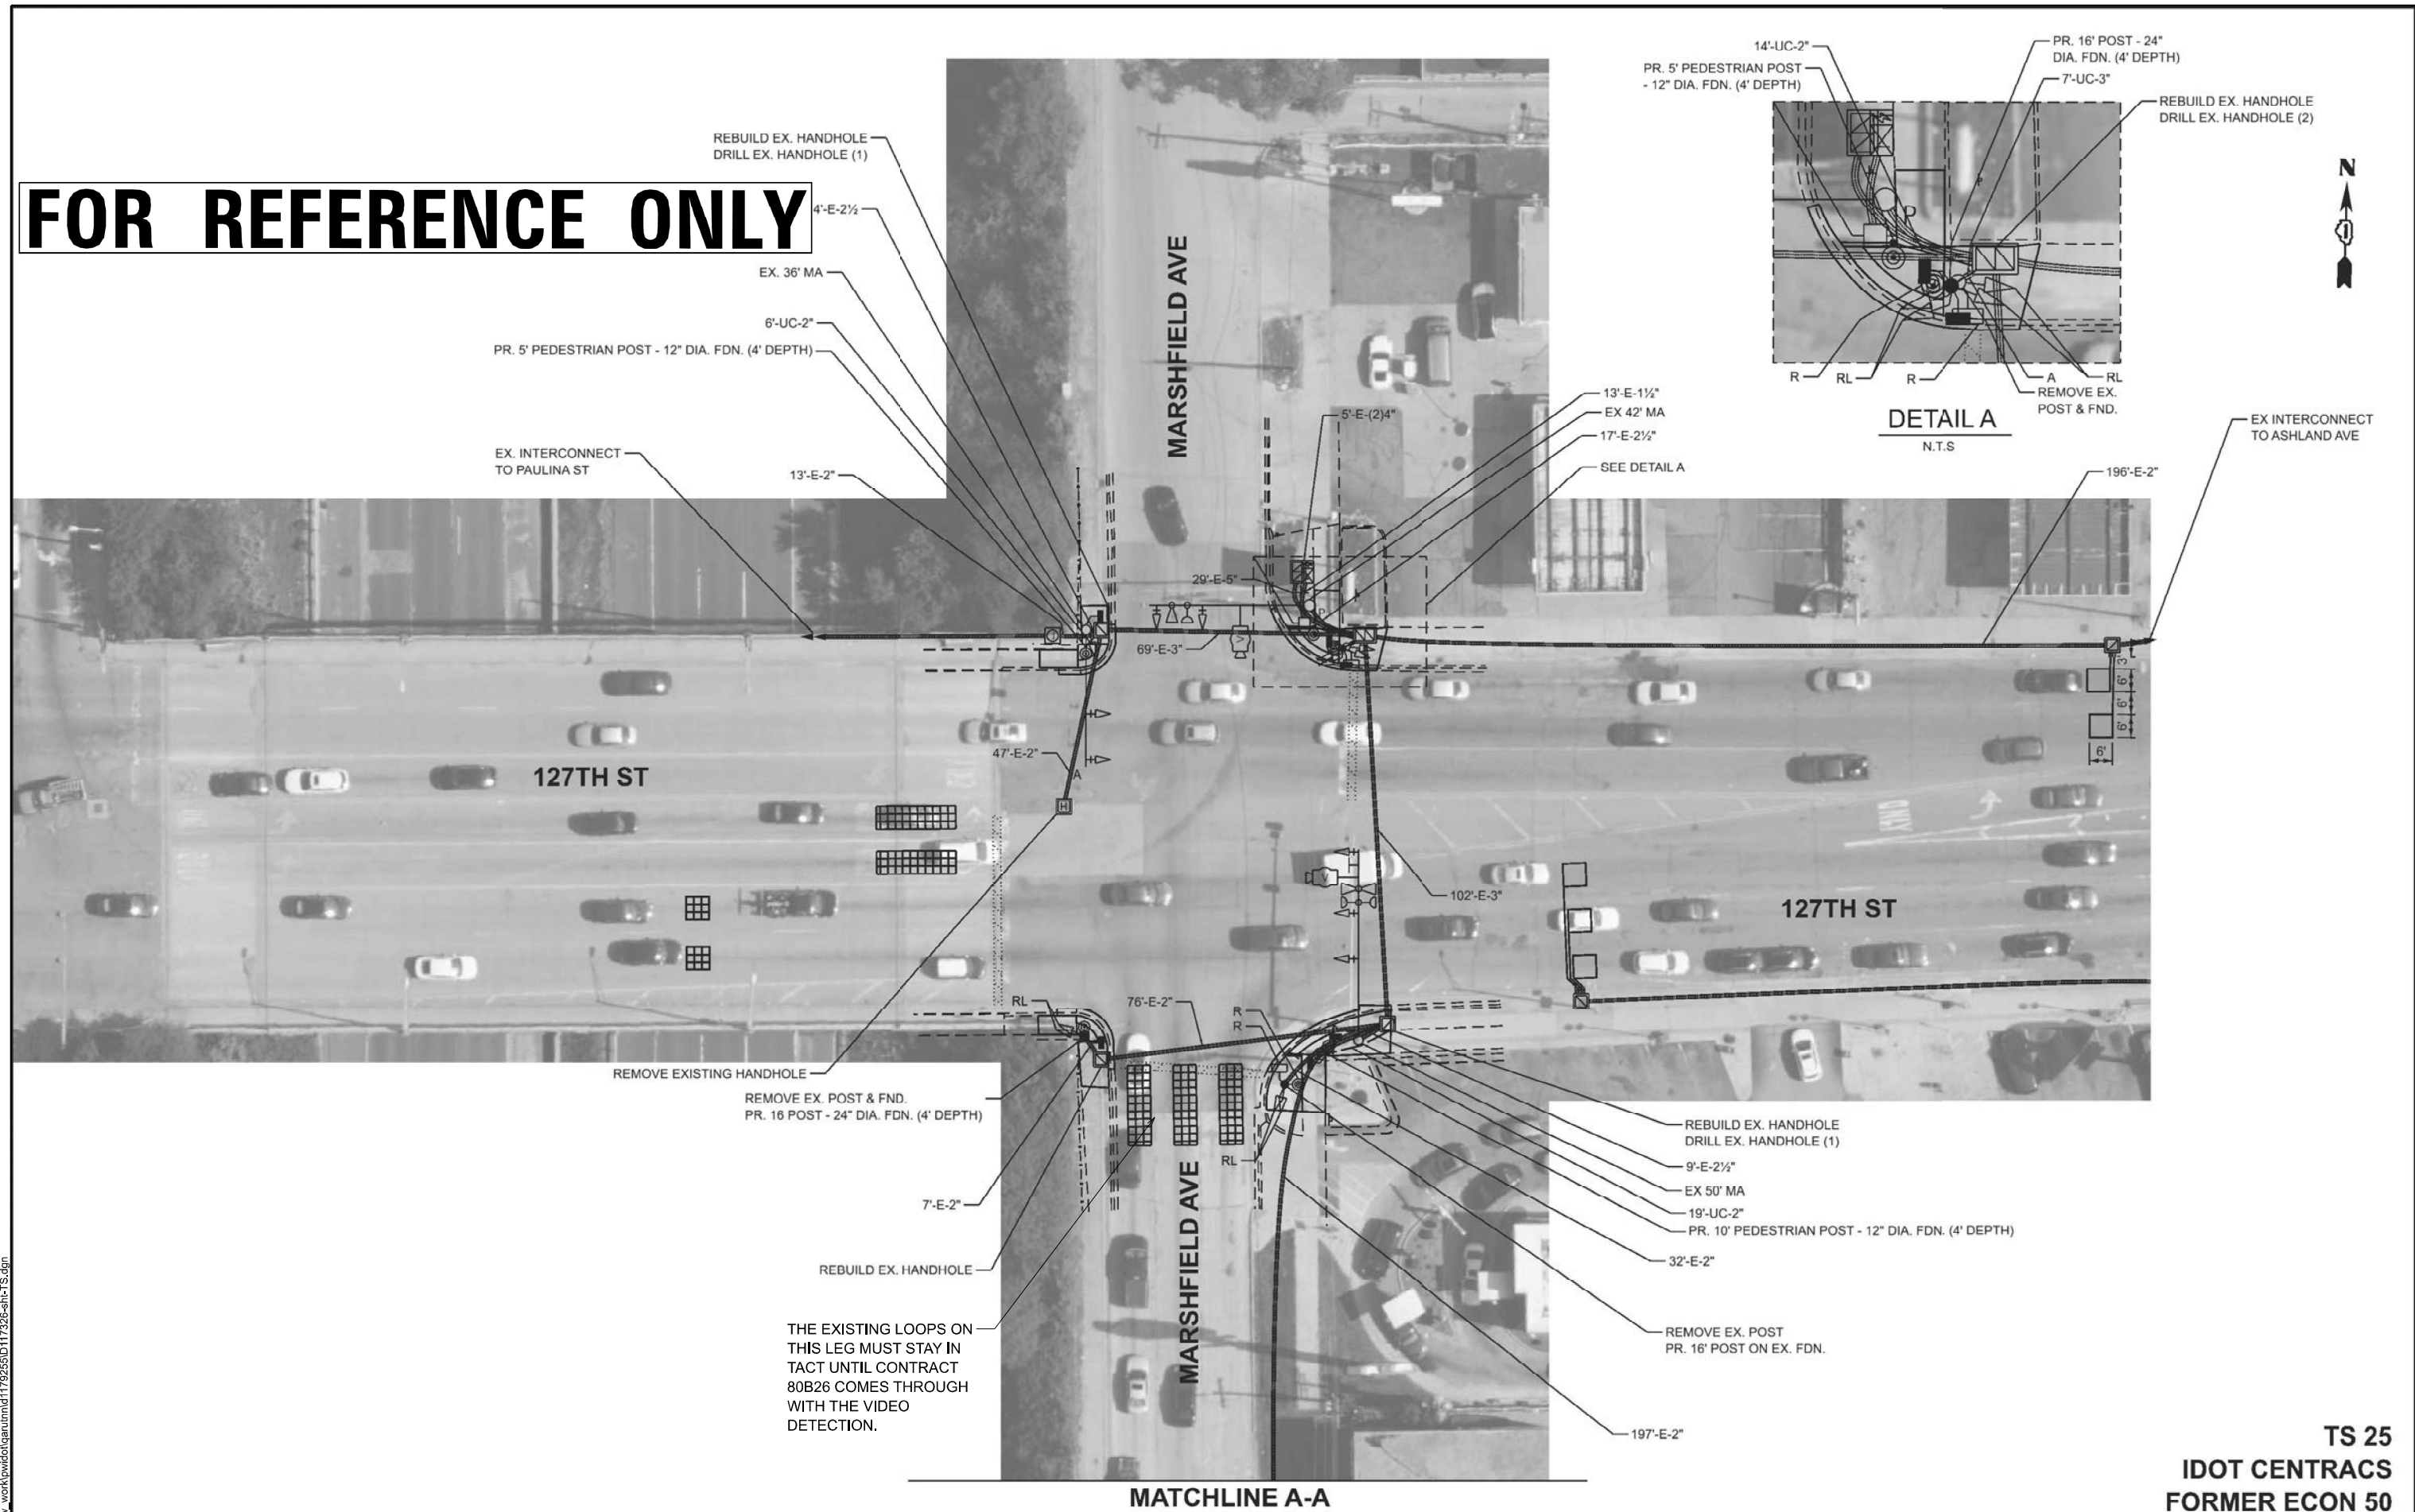 14'-UC-2"
PR. 5' PEDESTRIAN POST
- 12" DIA. FDN. (4' DEPTH)
PR. 16' POST - 24"
DIA. FDN. (4' DEPTH)
7'-UC-3"
REBUILD EX. HANDHOLE
DRILL EX. HANDHOLE (2)
P
R
RL
R
A
RL
REMOVE EX.
POST & FND.
DETAIL A
N.T.S
N
REBUILD EX. HANDHOLE
DRILL EX. HANDHOLE (1)
FOR REFERENCE ONLY
4'-E-2½
EX. 36' MA
6'-UC-2"
PR. 5' PEDESTRIAN POST - 12" DIA. FDN. (4' DEPTH)
EX. INTERCONNECT
TO PAULINA ST
13'-E-2"
MARSHFIELD AVE
5'-E-(2)4"
13'-E-1½"
EX 42' MA
17'-E-2½"
SEE DETAIL A
EX INTERCONNECT
TO ASHLAND AVE
196'-E-2"
29'-E-5"
P
69'-E-3"
V
3'
6'
6'
6'
6'
47'-E-2"
A
H
127TH ST
ONLY
V
102'-E-3"
127TH ST
RL
76'-E-2"
R
R
RL
REMOVE EXISTING HANDHOLE
REMOVE EX. POST & FND.
PR. 16 POST - 24" DIA. FDN. (4' DEPTH)
7'-E-2"
REBUILD EX. HANDHOLE
THE EXISTING LOOPS ON
THIS LEG MUST STAY IN
TACT UNTIL CONTRACT
80B26 COMES THROUGH
WITH THE VIDEO
DETECTION.
MARSHFIELD AVE
REBUILD EX. HANDHOLE
DRILL EX. HANDHOLE (1)
9'-E-2½"
EX 50' MA
19'-UC-2"
PR. 10' PEDESTRIAN POST - 12" DIA. FDN. (4' DEPTH)
32'-E-2"
REMOVE EX. POST
PR. 16' POST ON EX. FDN.
197'-E-2"
MATCHLINE A-A
TS 25
IDOT CENTRACS
FORMER ECON 50